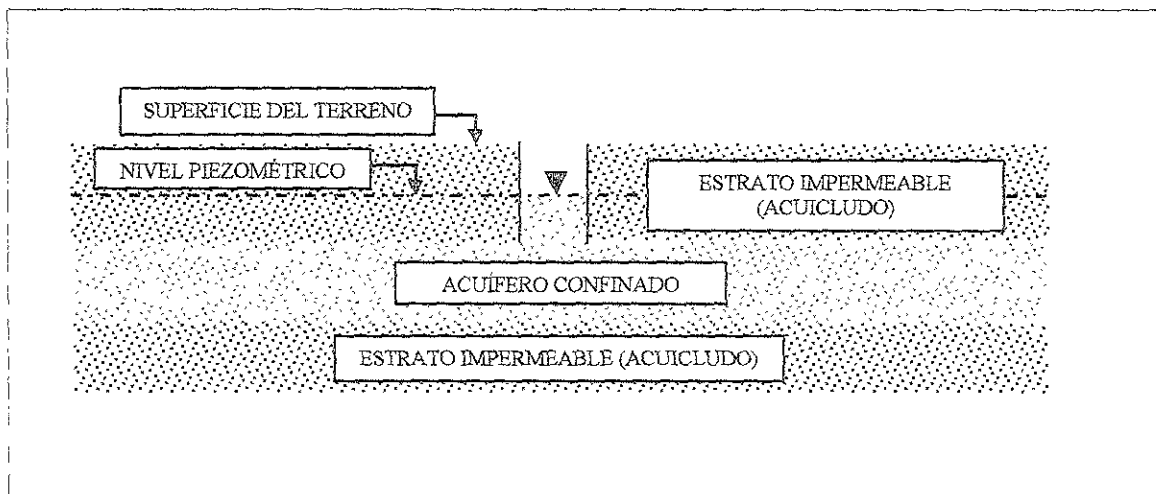 SUPERFICIE DEL TERRENO
NIVEL PIEZOMÉTRICO
ESTRATO IMPERMEABLE
(ACUICLUDO)
ACUÍFERO CONFINADO
ESTRATO IMPERMEABLE (ACUICLUDO)